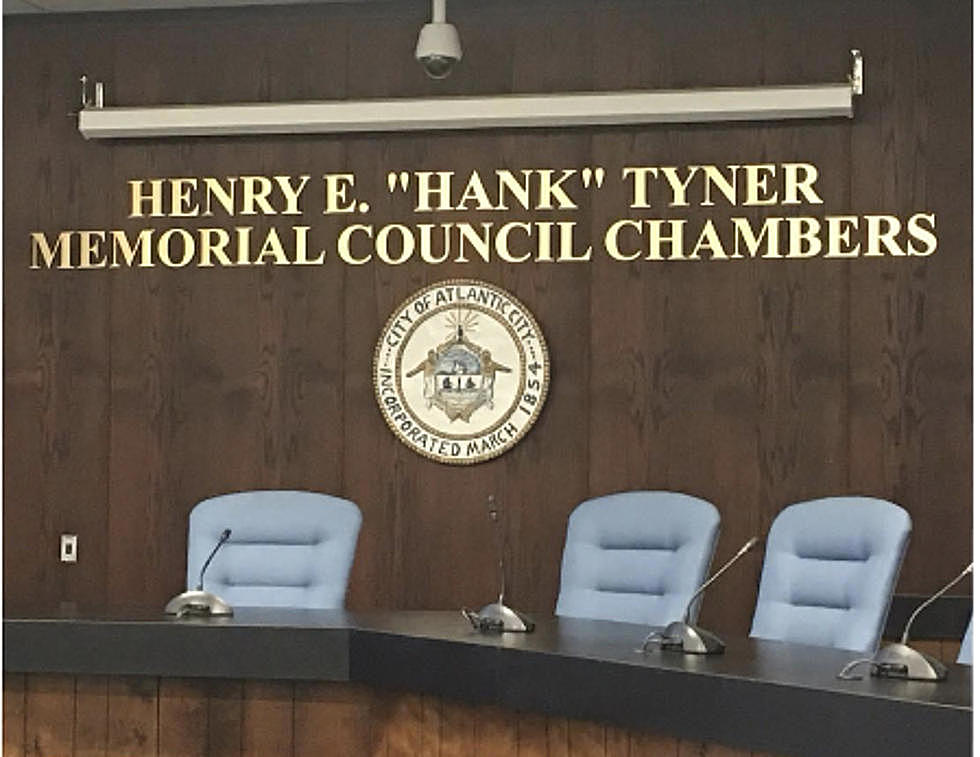 HENRY E. "HANK" TYNER
MEMORIAL COUNCIL CHAMBERS
CITY OF ATLANTIC CITY
INCORPORATED MARCH 1854